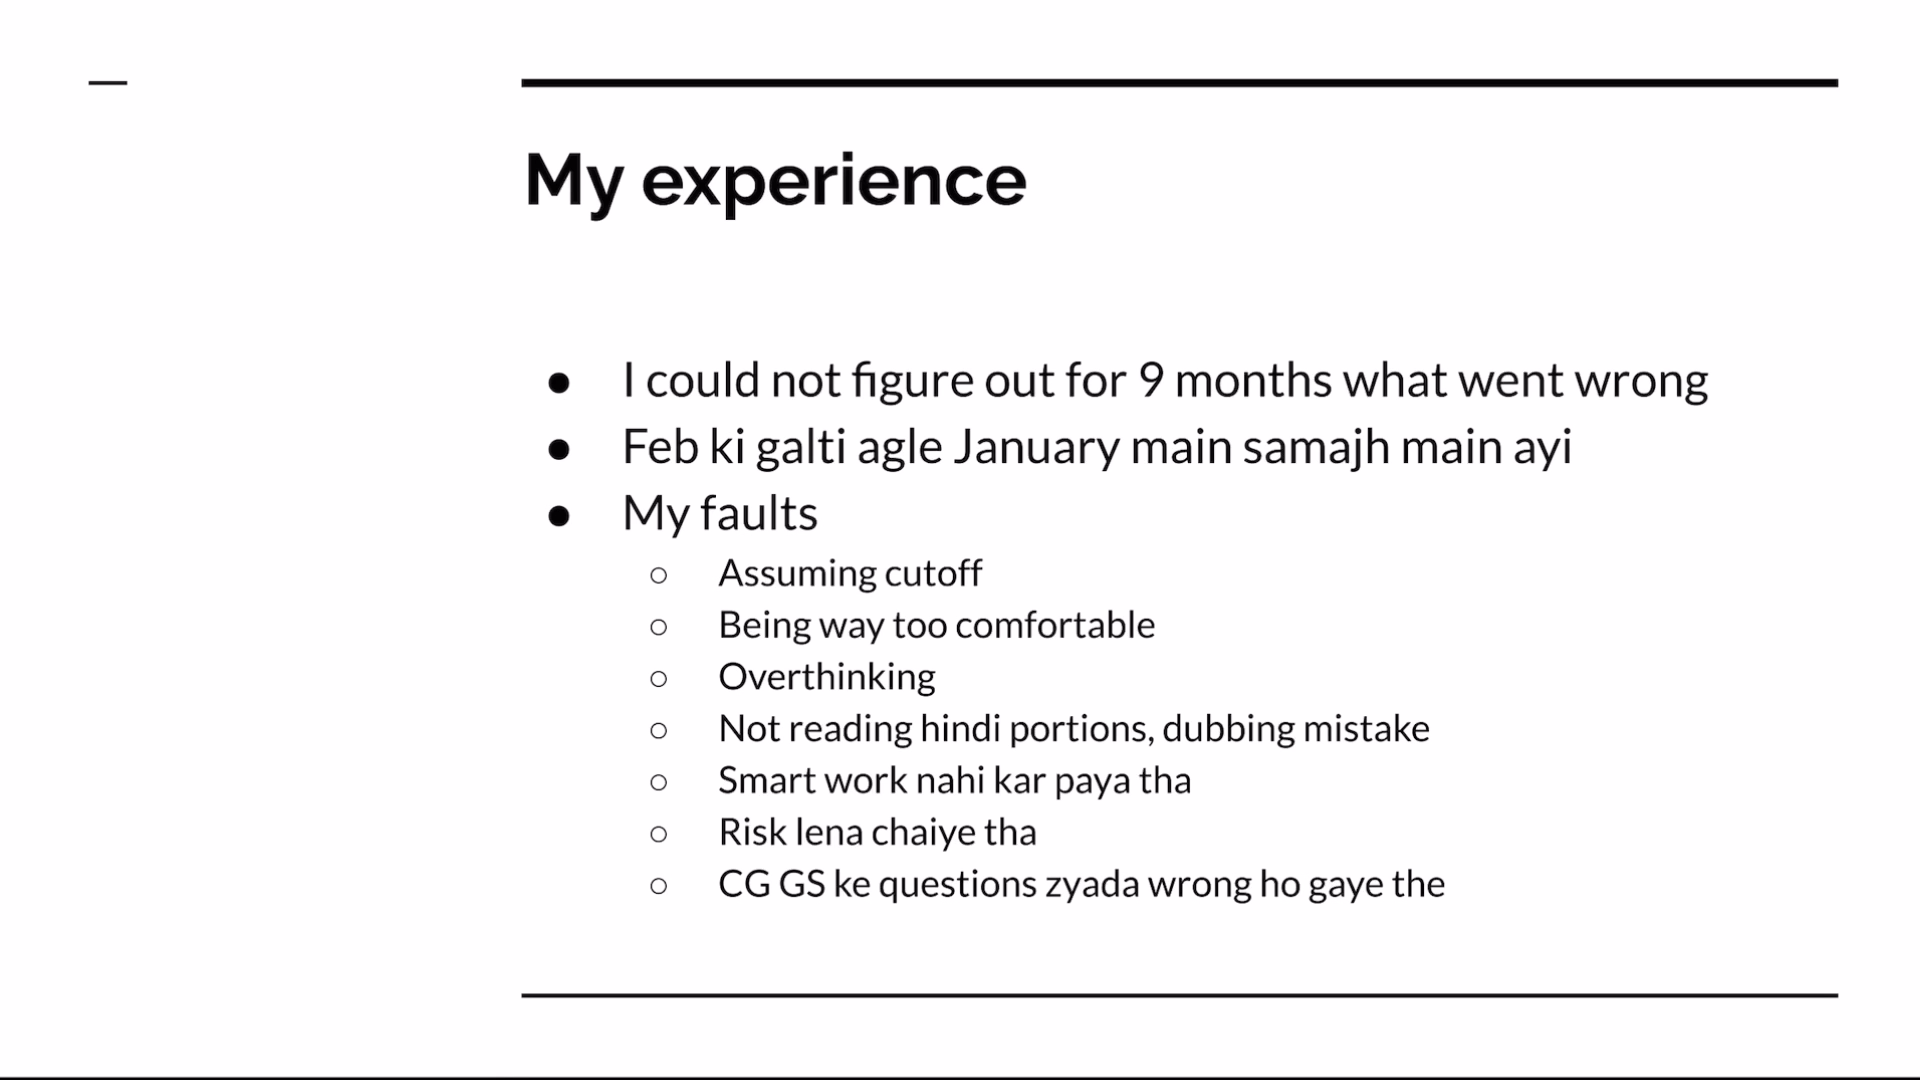 My experience
● I could not figure out for 9 months what went wrong
● Feb ki galti agle January main samajh main ayi
● My faults
○ Assuming cutoff
○ Being way too comfortable
○ Overthinking
○ Not reading hindi portions, dubbing mistake
○ Smart work nahi kar paya tha
○ Risk lena chaiye tha
○ CG GS ke questions zyada wrong ho gaye the